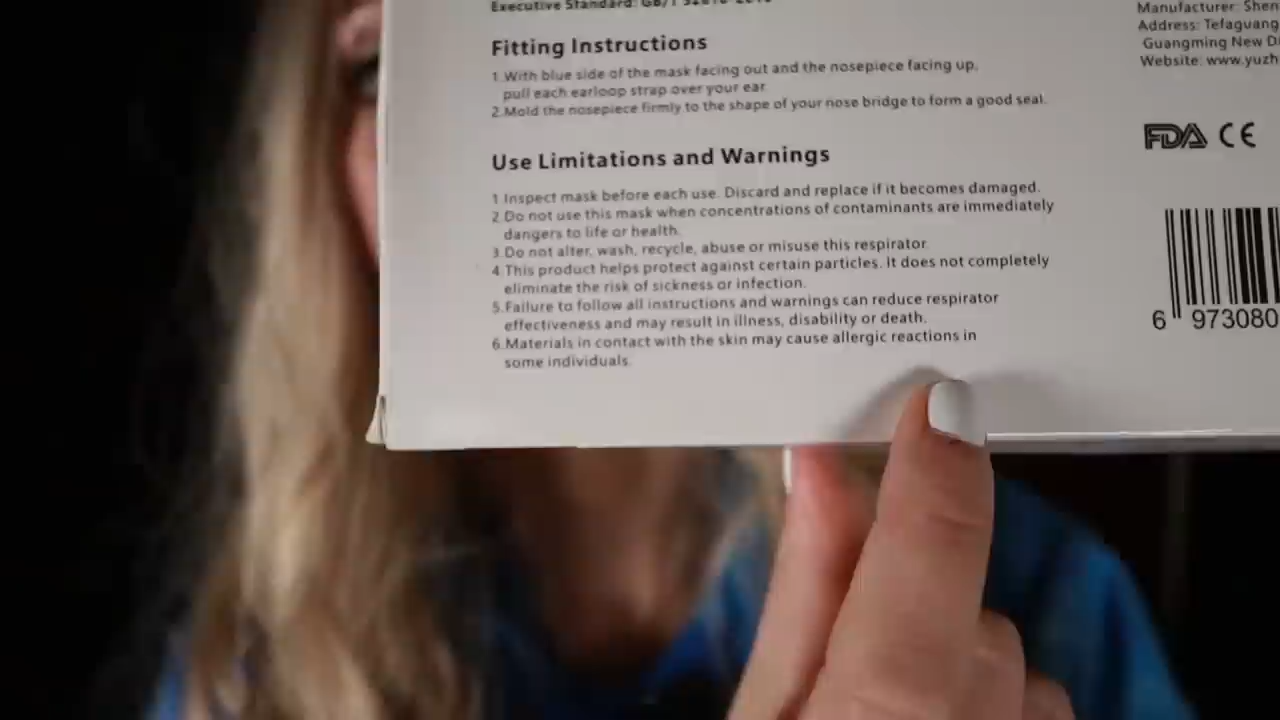 Executive Standard: GB/T 32610-2016
Manufacturer: Shen
Address: Tefaguang
Guangming New Di
Website: www.yuzh
Fitting Instructions
1.With blue side of the mask facing out and the nosepiece facing up,
pull each earloop strap over your ear.
2.Mold the nosepiece firmly to the shape of your nose bridge to form a good seal.
FDA CE
Use Limitations and Warnings
1.Inspect mask before each use. Discard and replace if it becomes damaged.
2.Do not use this mask when concentrations of contaminants are immediately
dangers to life or health.
3.Do not alter, wash, recycle, abuse or misuse this respirator.
4.This product helps protect against certain particles. It does not completely
eliminate the risk of sickness or infection.
5.Failure to follow all instructions and warnings can reduce respirator
effectiveness and may result in illness, disability or death.
6.Materials in contact with the skin may cause allergic reactions in
some individuals.
6 973080